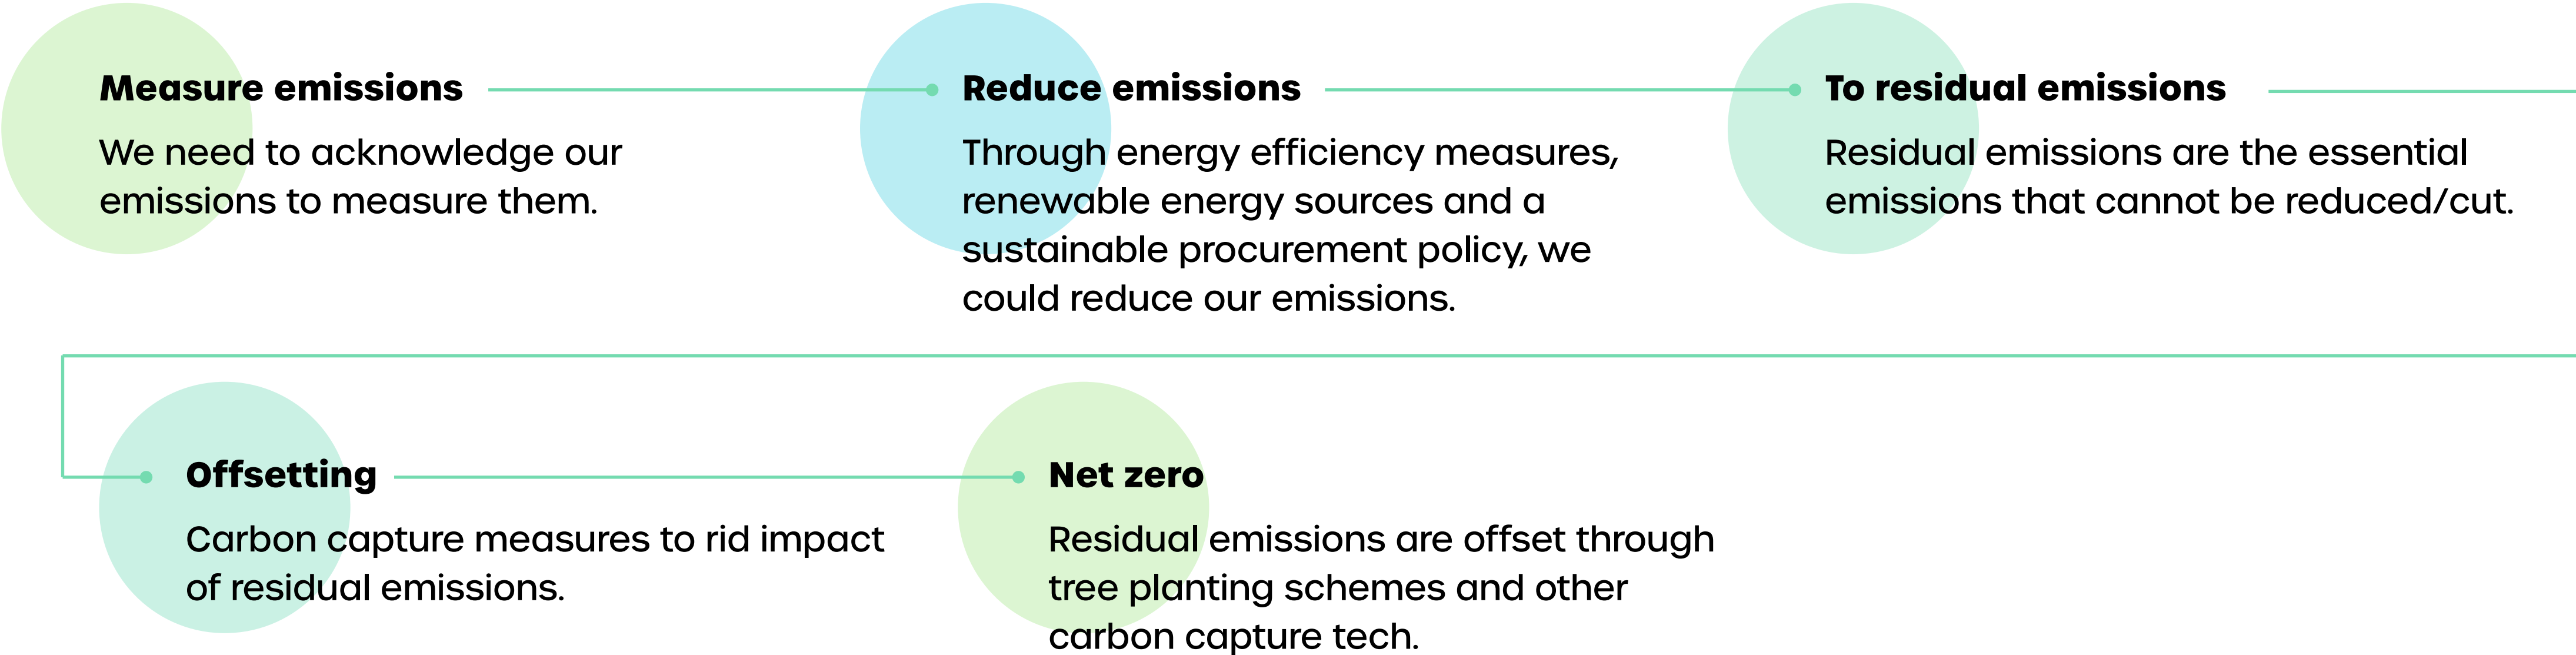 Measure emissions
We need to acknowledge our
emissions to measure them.
Reduce emissions
Through energy efficiency measures,
renewable energy sources and a
sustainable procurement policy, we
could reduce our emissions.
To residual emissions
Residual emissions are the essential
emissions that cannot be reduced/cut.
Offsetting
Carbon capture measures to rid impact
of residual emissions.
Net zero
Residual emissions are offset through
tree planting schemes and other
carbon capture tech.